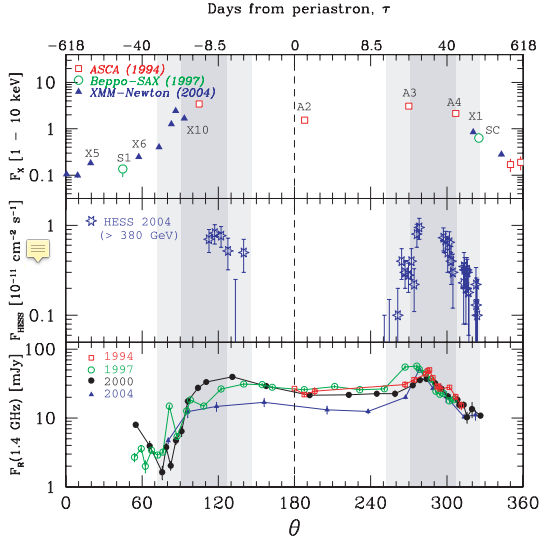 Days from periastron, τ
−618 −40 −8.5 0 8.5 40 618
ASCA (1994)
Beppo-SAX (1997)
XMM-Newton (2004)
A2
A3
A4
X1
SC
X5
S1
X6
X10
10
1
0.1
F_X [1 - 10 keV]
HESS 2004
(> 380 GeV)
1
0.1
F_HESS [10^-11 cm^-2 s^-1]
1994
1997
2000
2004
100
10
1
F_R(1.4 GHz) [mJy]
0 60 120 180 240 300 360
θ